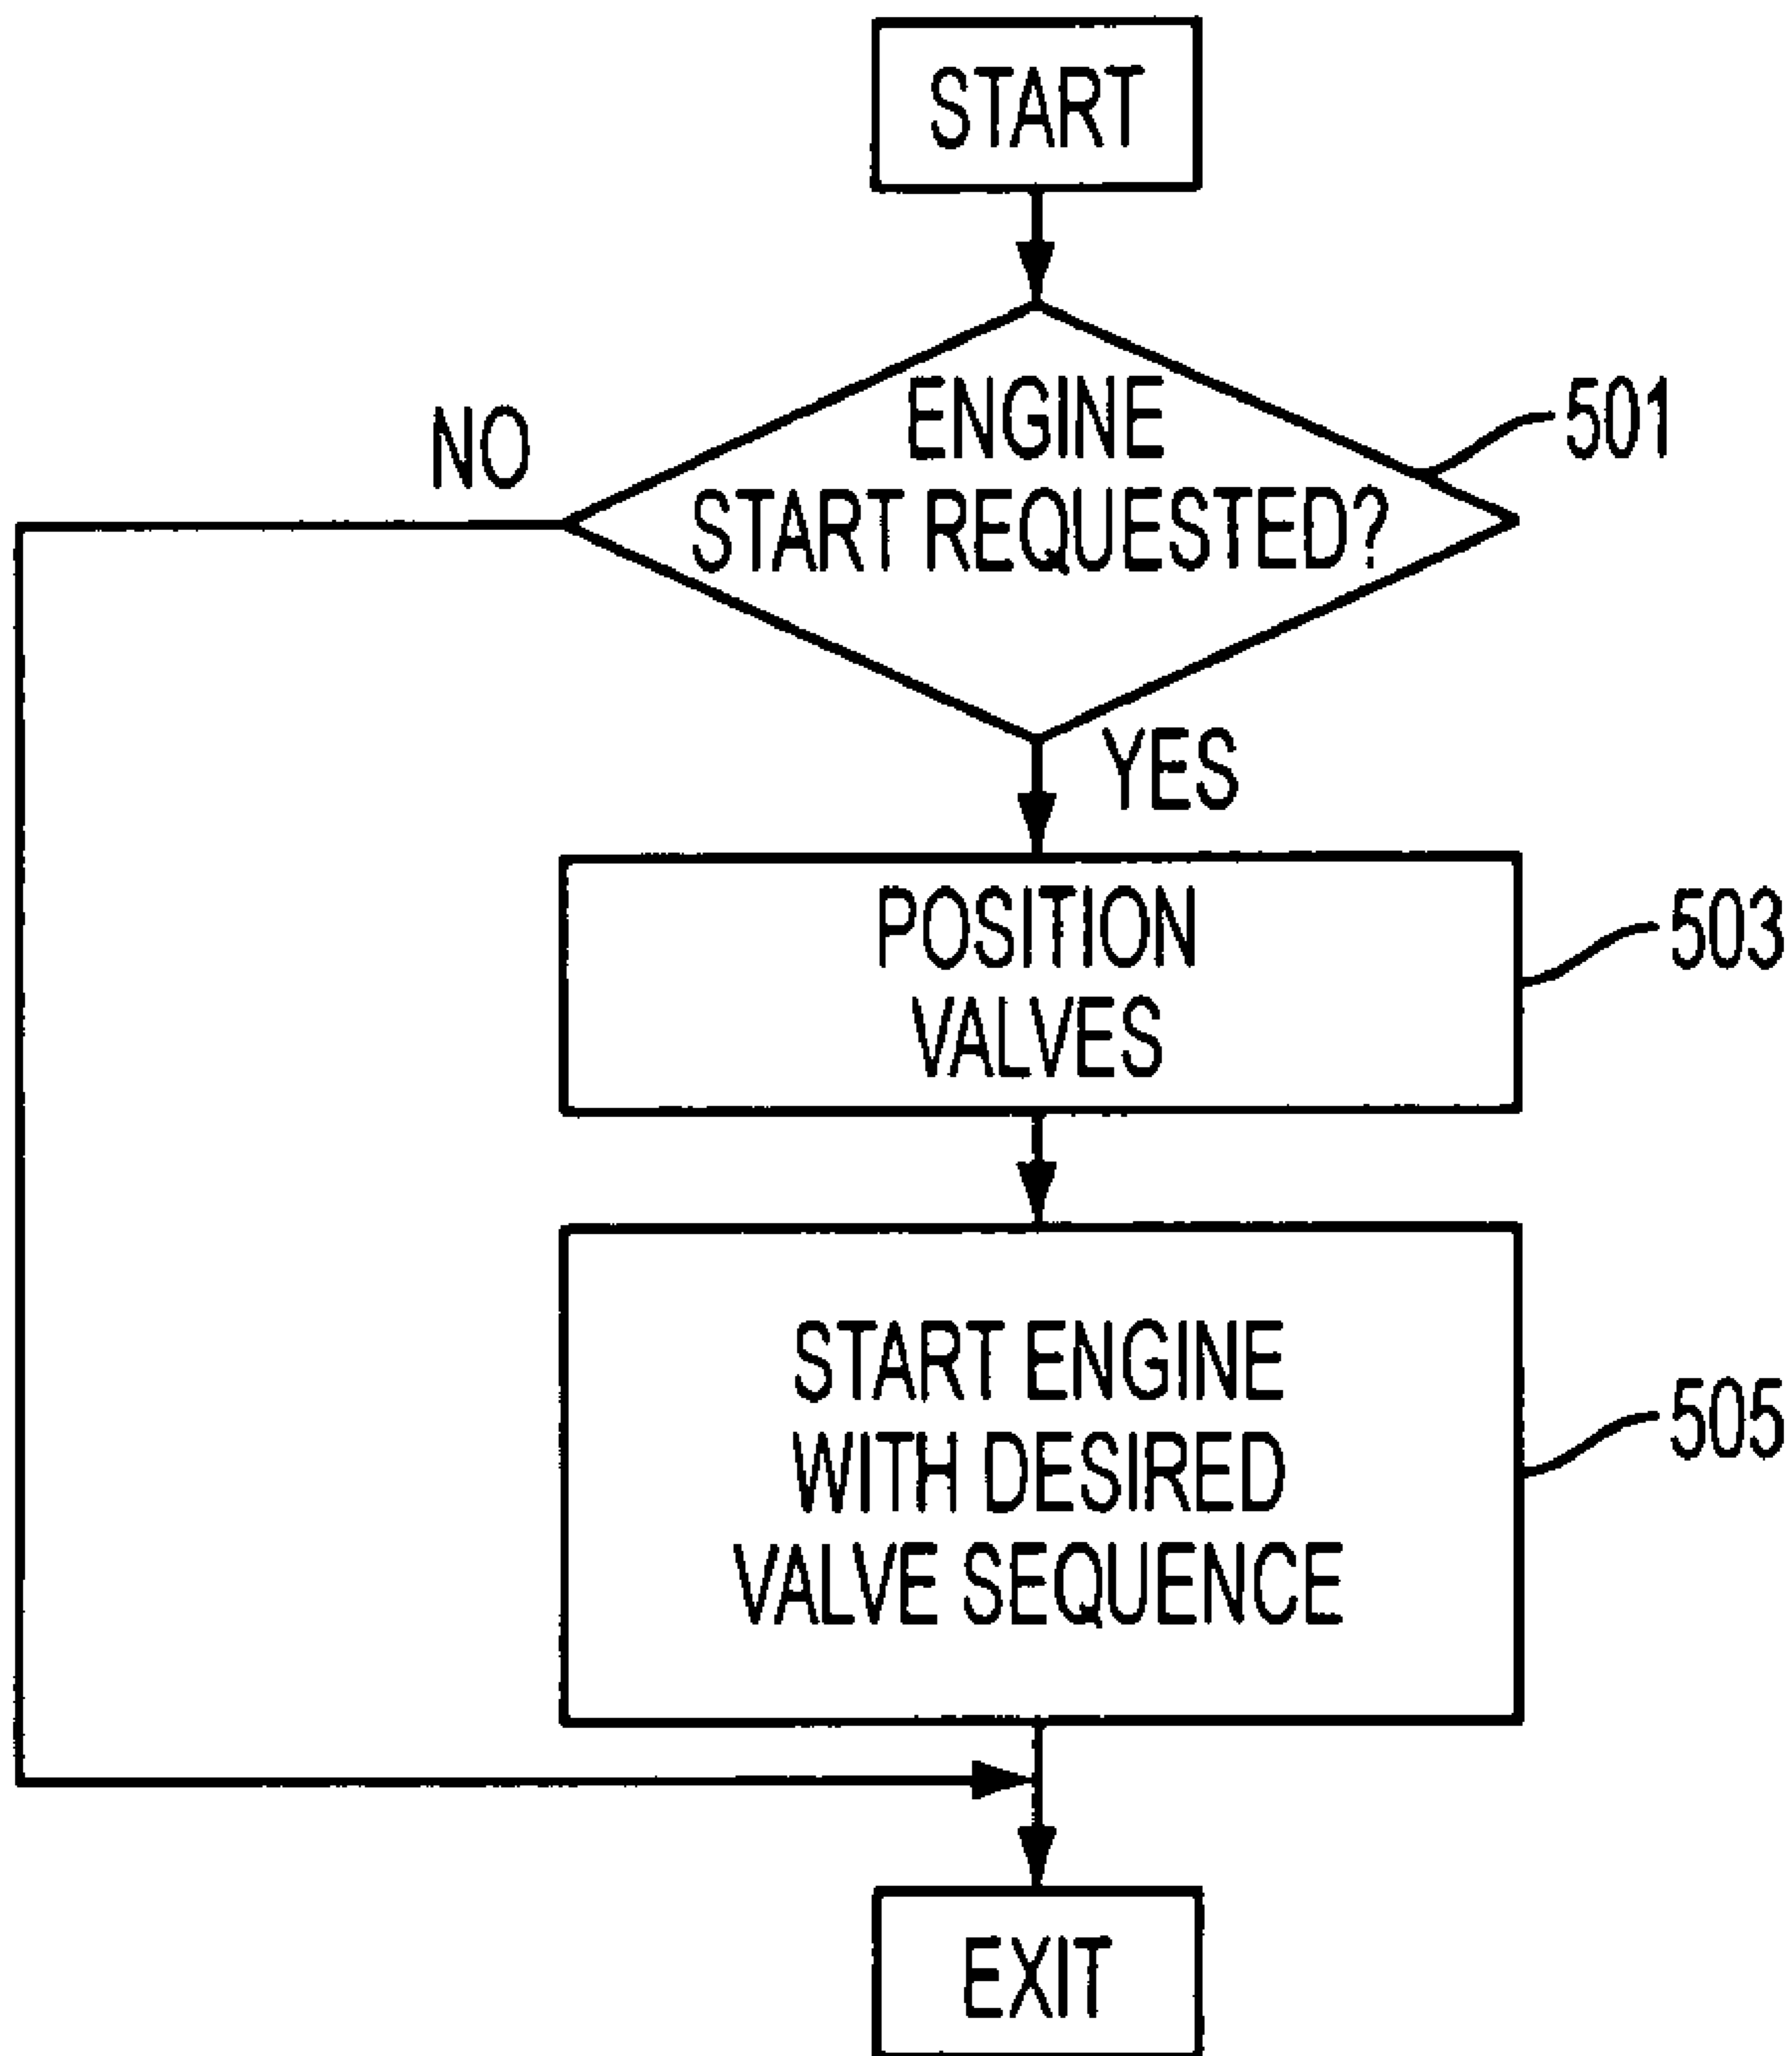 START
ENGINE
START REQUESTED?
501
NO
YES
POSITION
VALVES
503
START ENGINE
WITH DESIRED
VALVE SEQUENCE
505
EXIT